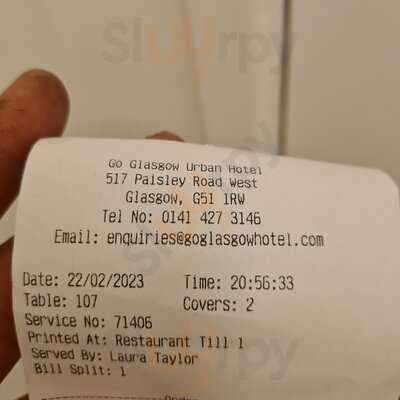 Slurpy
Go Glasgow Urban Hotel
517 Paisley Road West
Glasgow, G51 1RW
Tel No: 0141 427 3146
Email: enquiries@goglasgowhotel.com
Date: 22/02/2023 Time: 20:56:33
Table: 107 Covers: 2
Service No: 71406
Printed At: Restaurant Till 1
Served By: Laura Taylor
Bill Split: 1